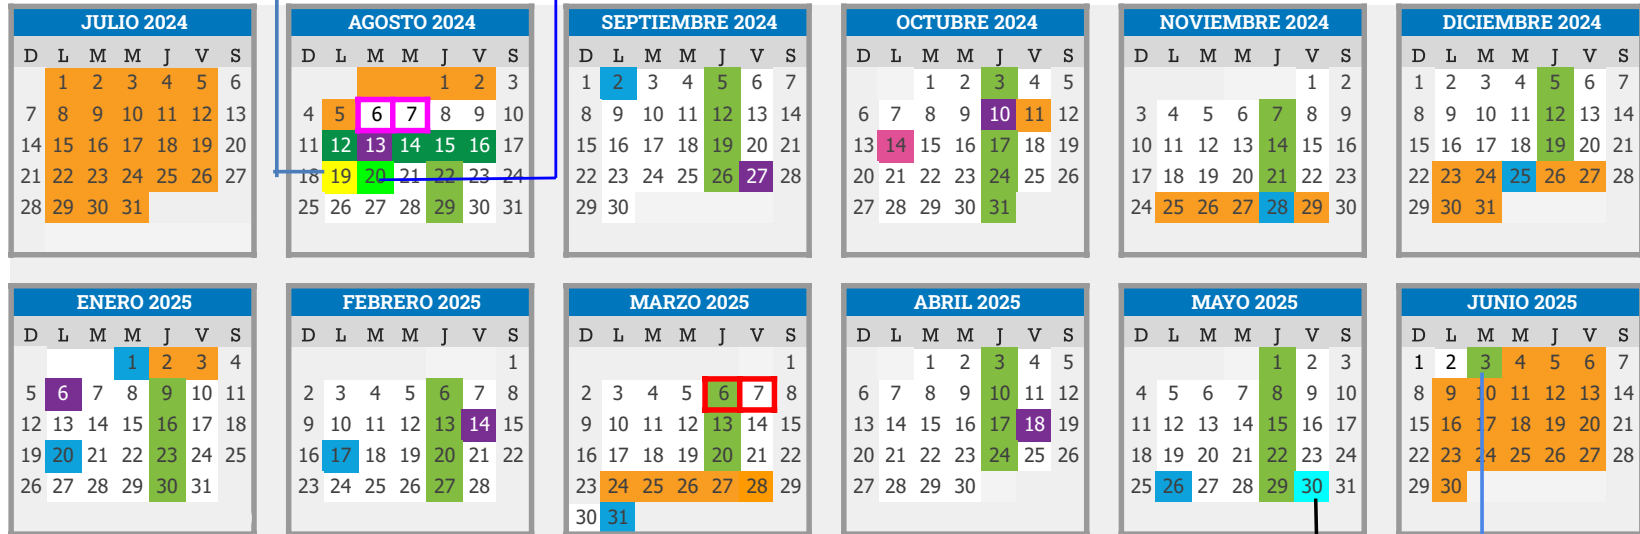 JULIO 2024
D L M M J V S
1 2 3 4 5 6
7 8 9 10 11 12 13
14 15 16 17 18 19 20
21 22 23 24 25 26 27
28 29 30 31
AGOSTO 2024
D L M M J V S
1 2 3
4 5 6 7 8 9 10
11 12 13 14 15 16 17
18 19 20 21 22 23 24
25 26 27 28 29 30 31
SEPTIEMBRE 2024
D L M M J V S
1 2 3 4 5 6 7
8 9 10 11 12 13 14
15 16 17 18 19 20 21
22 23 24 25 26 27 28
29 30
OCTUBRE 2024
D L M M J V S
1 2 3 4 5
6 7 8 9 10 11 12
13 14 15 16 17 18 19
20 21 22 23 24 25 26
27 28 29 30 31
NOVIEMBRE 2024
D L M M J V S
1 2
3 4 5 6 7 8 9
10 11 12 13 14 15 16
17 18 19 20 21 22 23
24 25 26 27 28 29 30
DICIEMBRE 2024
D L M M J V S
1 2 3 4 5 6 7
8 9 10 11 12 13 14
15 16 17 18 19 20 21
22 23 24 25 26 27 28
29 30 31
ENERO 2025
D L M M J V S
1 2 3 4
5 6 7 8 9 10 11
12 13 14 15 16 17 18
19 20 21 22 23 24 25
26 27 28 29 30 31
FEBRERO 2025
D L M M J V S
1
2 3 4 5 6 7 8
9 10 11 12 13 14 15
16 17 18 19 20 21 22
23 24 25 26 27 28
MARZO 2025
D L M M J V S
1
2 3 4 5 6 7 8
9 10 11 12 13 14 15
16 17 18 19 20 21 22
23 24 25 26 27 28 29
30 31
ABRIL 2025
D L M M J V S
1 2 3 4 5
6 7 8 9 10 11 12
13 14 15 16 17 18 19
20 21 22 23 24 25 26
27 28 29 30
MAYO 2025
D L M M J V S
1 2 3
4 5 6 7 8 9 10
11 12 13 14 15 16 17
18 19 20 21 22 23 24
25 26 27 28 29 30 31
JUNIO 2025
D L M M J V S
1 2 3 4 5 6 7
8 9 10 11 12 13 14
15 16 17 18 19 20 21
22 23 24 25 26 27 28
29 30